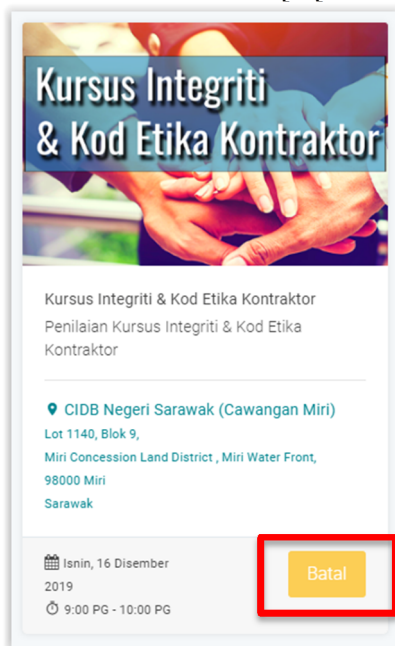 Kursus Integriti
& Kod Etika Kontraktor
Kursus Integriti & Kod Etika Kontraktor
Penilaian Kursus Integriti & Kod Etika
Kontraktor
CIDB Negeri Sarawak (Cawangan Miri)
Lot 1140, Blok 9,
Miri Concession Land District , Miri Water Front,
98000 Miri
Sarawak
Isnin, 16 Disember
2019
9:00 PG - 10:00 PG
Batal